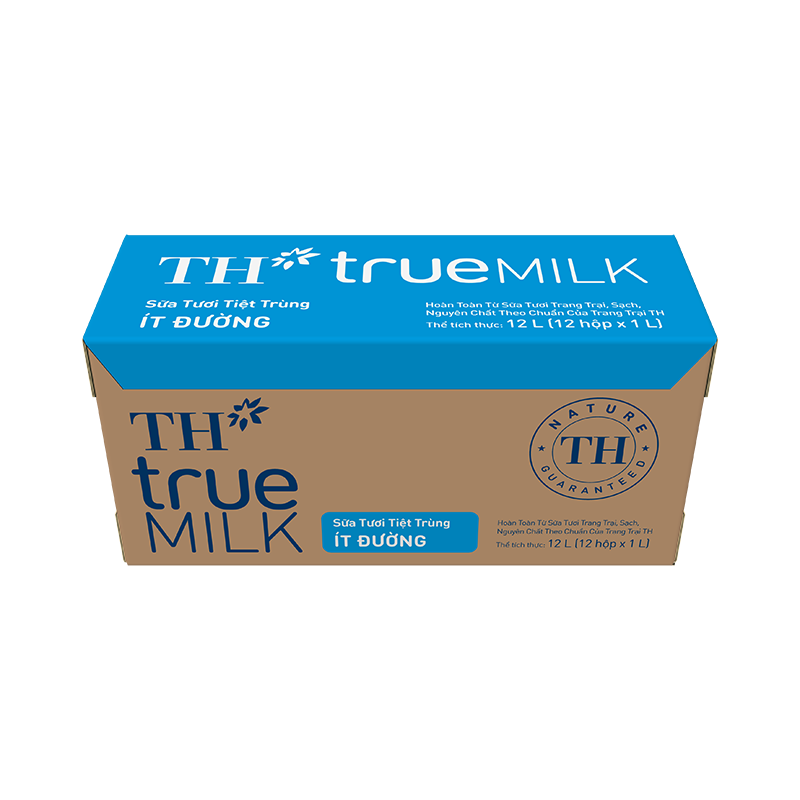 TH true MILK
Sữa Tươi Tiệt Trùng
ÍT ĐƯỜNG
Hoàn Toàn Từ Sữa Tươi Trang Trại, Sạch,
Nguyên Chất Theo Chuẩn Của Trang Trại TH
Thể tích thực: 12 L (12 hộp x 1 L)
TH
true
MILK
Sữa Tươi Tiệt Trùng
ÍT ĐƯỜNG
NATURE
TH
GUARANTEED
Hoàn Toàn Từ Sữa Tươi Trang Trại, Sạch,
Nguyên Chất Theo Chuẩn Của Trang Trại TH
Thể tích thực: 12 L (12 hộp x 1 L)